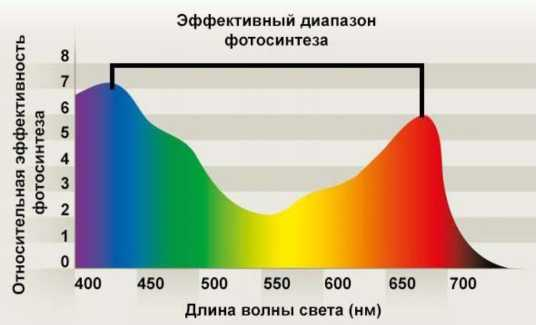 Эффективный диапазон
фотосинтеза
Относительная эффективность
фотосинтеза
8
7
6
5
4
3
2
1
0
400 450 500 550 600 650 700
Длина волны света (нм)